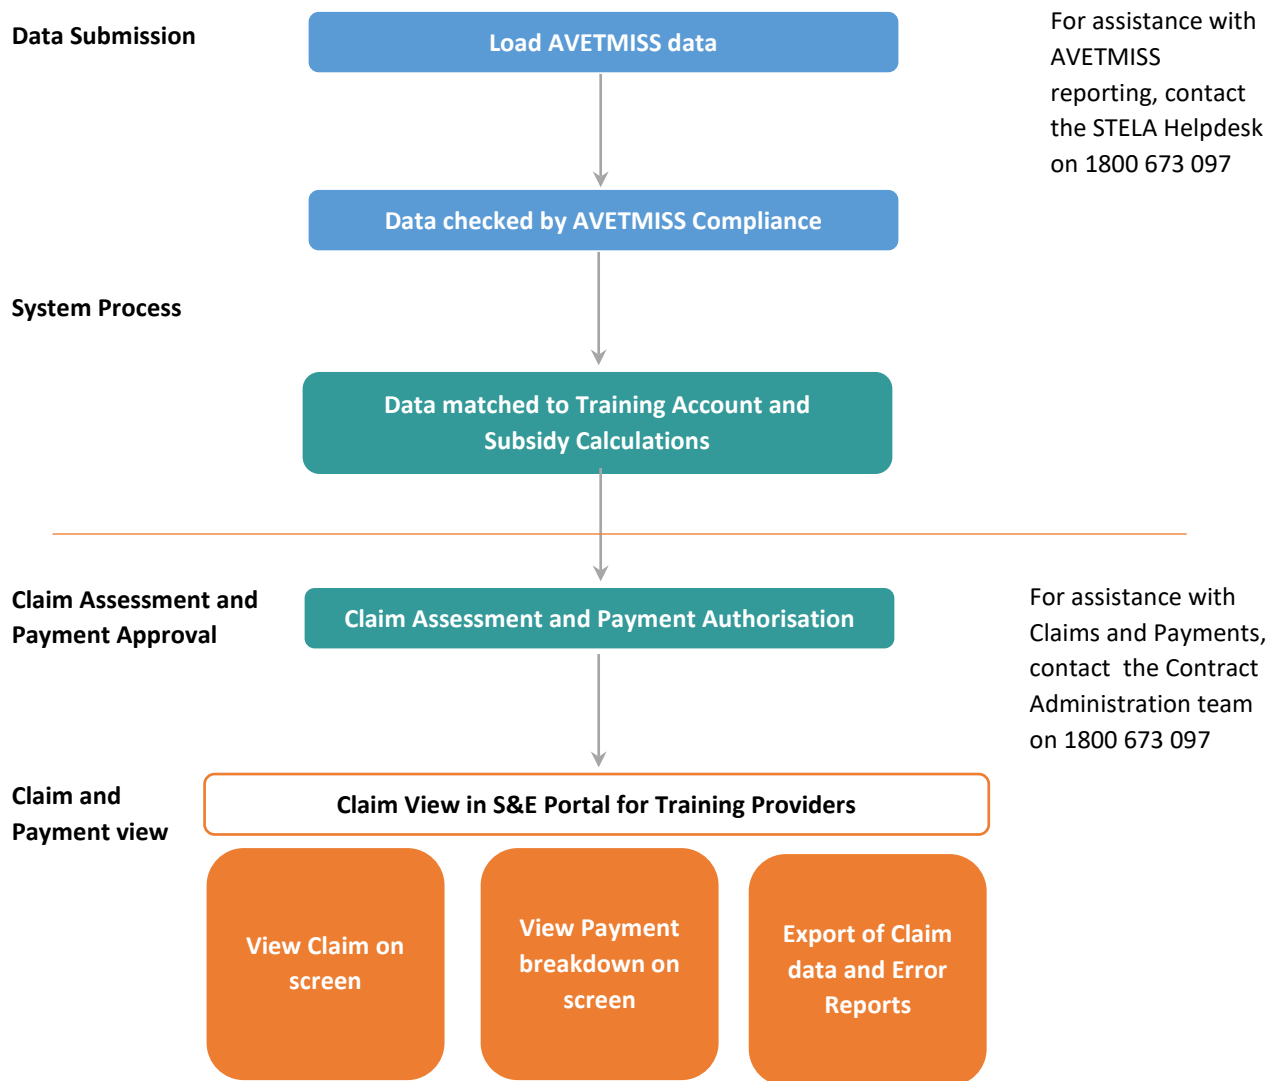 Data Submission
Load AVETMISS data
For assistance with
AVETMISS
reporting, contact
the STELA Helpdesk
on 1800 673 097
Data checked by AVETMISS Compliance
System Process
Data matched to Training Account and
Subsidy Calculations
Claim Assessment and
Payment Approval
Claim Assessment and Payment Authorisation
For assistance with
Claims and Payments,
contact  the Contract
Administration team
on 1800 673 097
Claim and
Payment view
Claim View in S&E Portal for Training Providers
View Claim on
screen
View Payment
breakdown on
screen
Export of Claim
data and Error
Reports